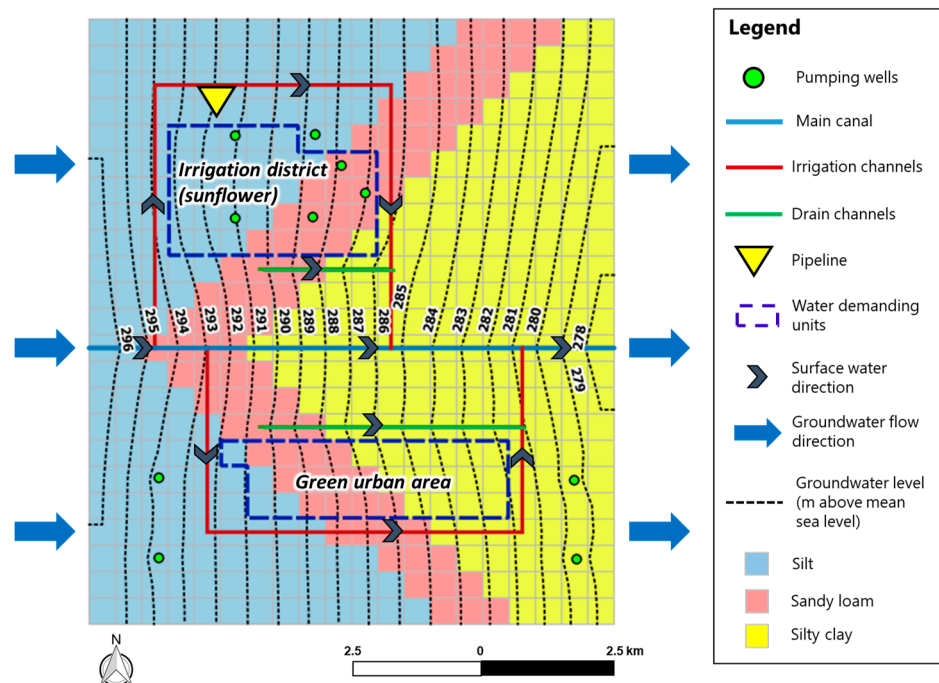 Irrigation district
(sunflower)
296
295
294
293
292
291
290
289
288
287
286
285
284
283
282
281
280
278
279
Green urban area
N
2.5
0
2.5 km
Legend
Pumping wells
Main canal
Irrigation channels
Drain channels
Pipeline
Water demanding
units
Surface water
direction
Groundwater flow
direction
Groundwater level
(m above mean
sea level)
Silt
Sandy loam
Silty clay